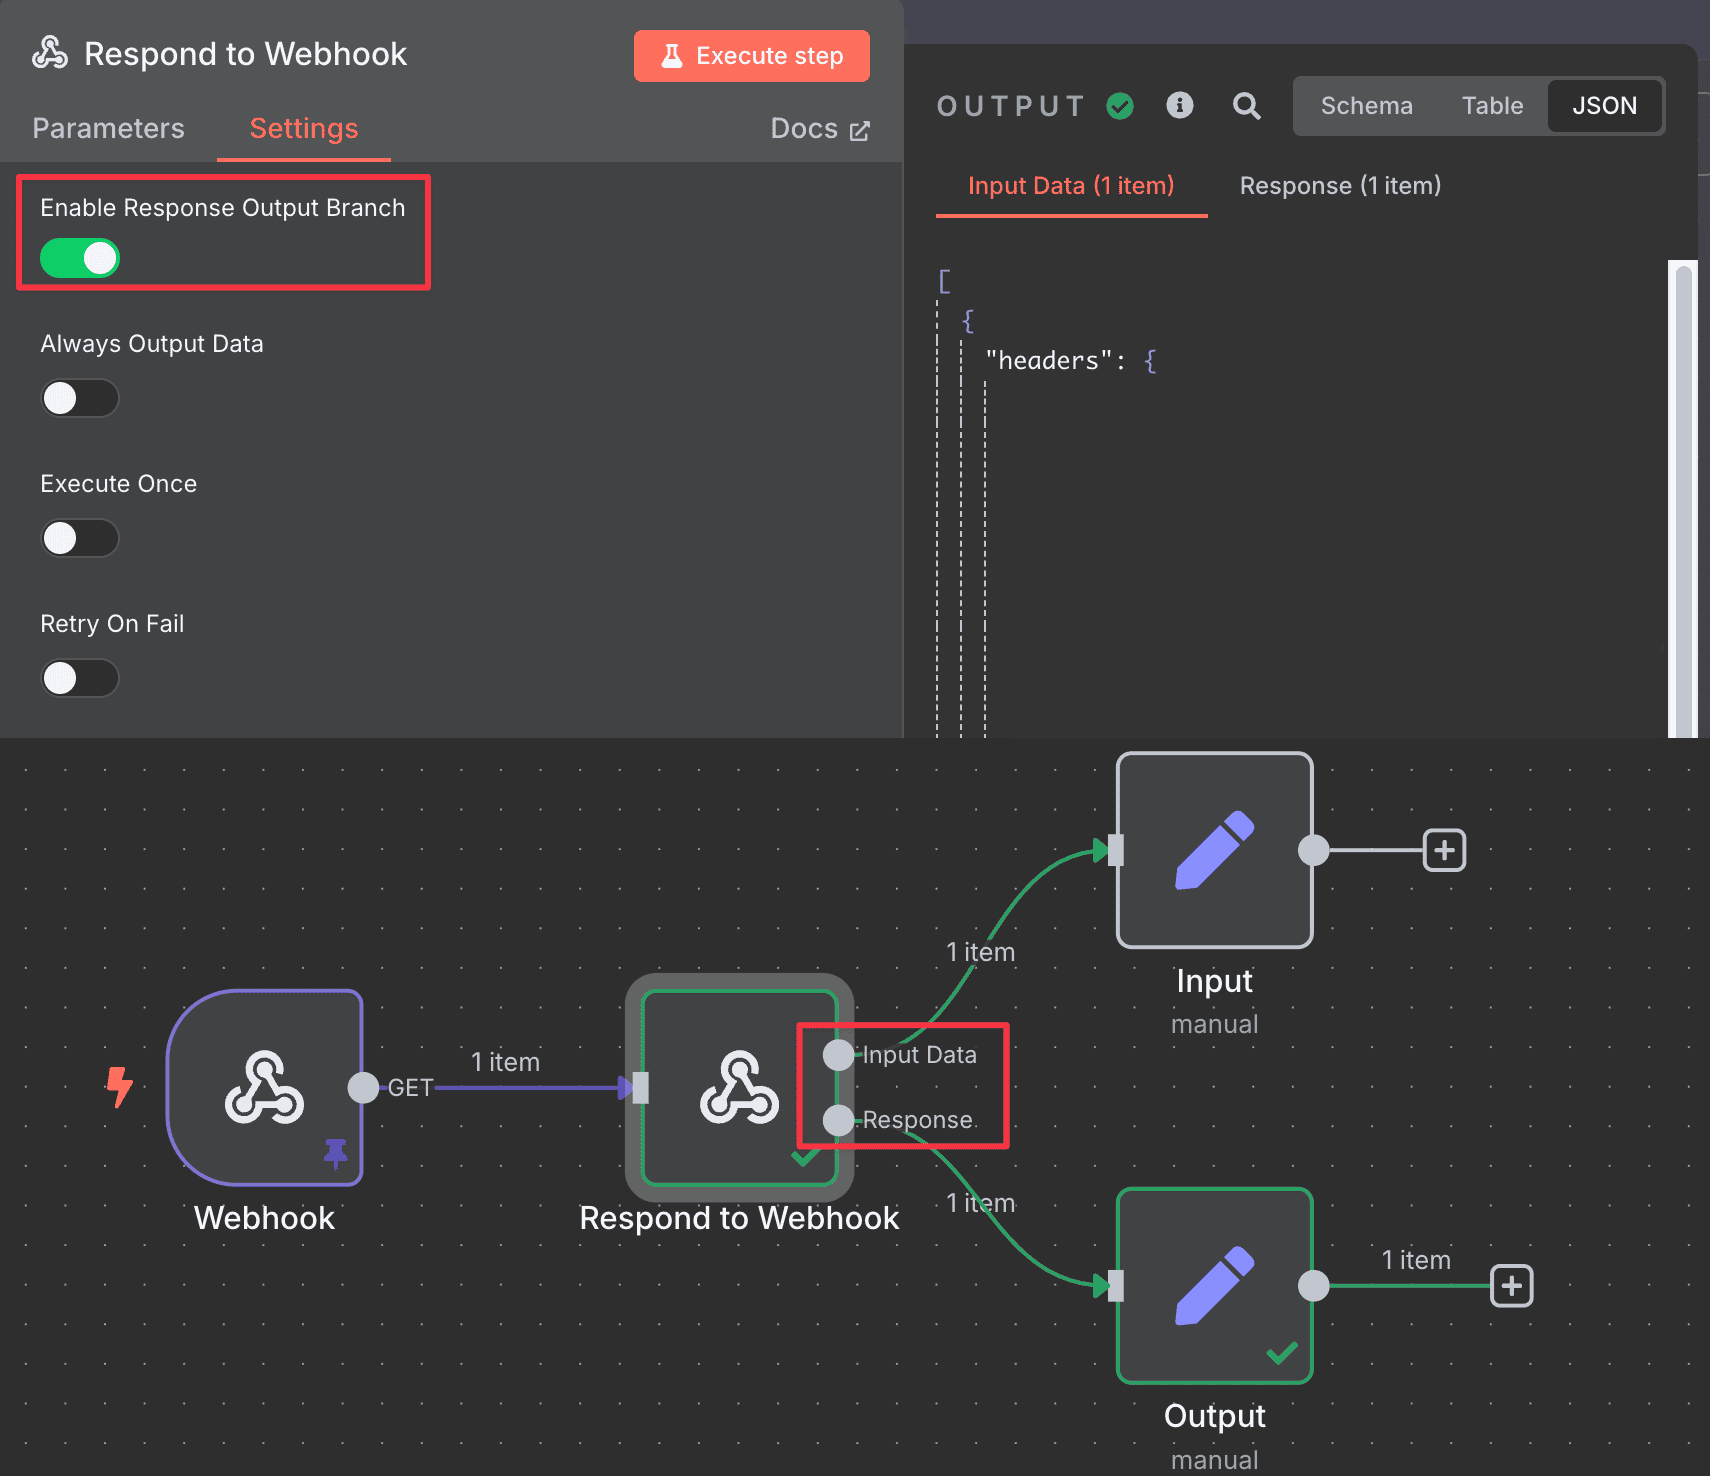 Respond to Webhook
Execute step
Parameters
Settings
Docs
Enable Response Output Branch
Always Output Data
Execute Once
Retry On Fail
OUTPUT
Schema
Table
JSON
Input Data (1 item)
Response (1 item)
[
{
"headers": {
Input
manual
1 item
GET
1 item
Input Data
Response
Webhook
Respond to Webhook
1 item
1 item
Output
manual